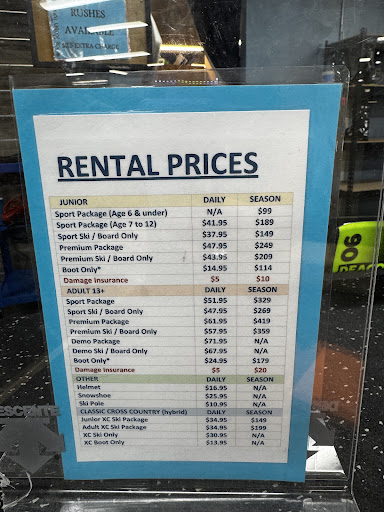 RUSHES
$25 EXTRA CHARGE
RENTAL PRICES
JUNIOR DAILY SEASON
Sport Package (Age 6 & under) N/A $99
Sport Package (Age 7 to 12) $41.95 $189
Sport Ski / Board Only $37.95 $149
Premium Package $47.95 $249
Premium Ski / Board Only $43.95 $209
Boot Only* $14.95 $114
Damage insurance $5 $10
ADULT 13+ DAILY SEASON
Sport Package $51.95 $329
Sport Ski / Board Only $47.95 $269
Premium Package $61.95 $419
Premium Ski / Board Only $57.95 $359
Demo Package $71.95 N/A
Demo Ski / Board Only $67.95 N/A
Boot Only* $24.95 $179
Damage Insurance $5 $20
OTHER DAILY SEASON
Helmet $16.95 N/A
Snowshoe $25.95 N/A
Ski Pole $10.95 N/A
CLASSIC CROSS COUNTRY (hybrid) DAILY SEASON
Junior XC Ski Package $34.95 $149
Adult XC Ski Package $34.95 $199
XC Ski Only $30.95 N/A
XC Boot Only $13.95 N/A
90